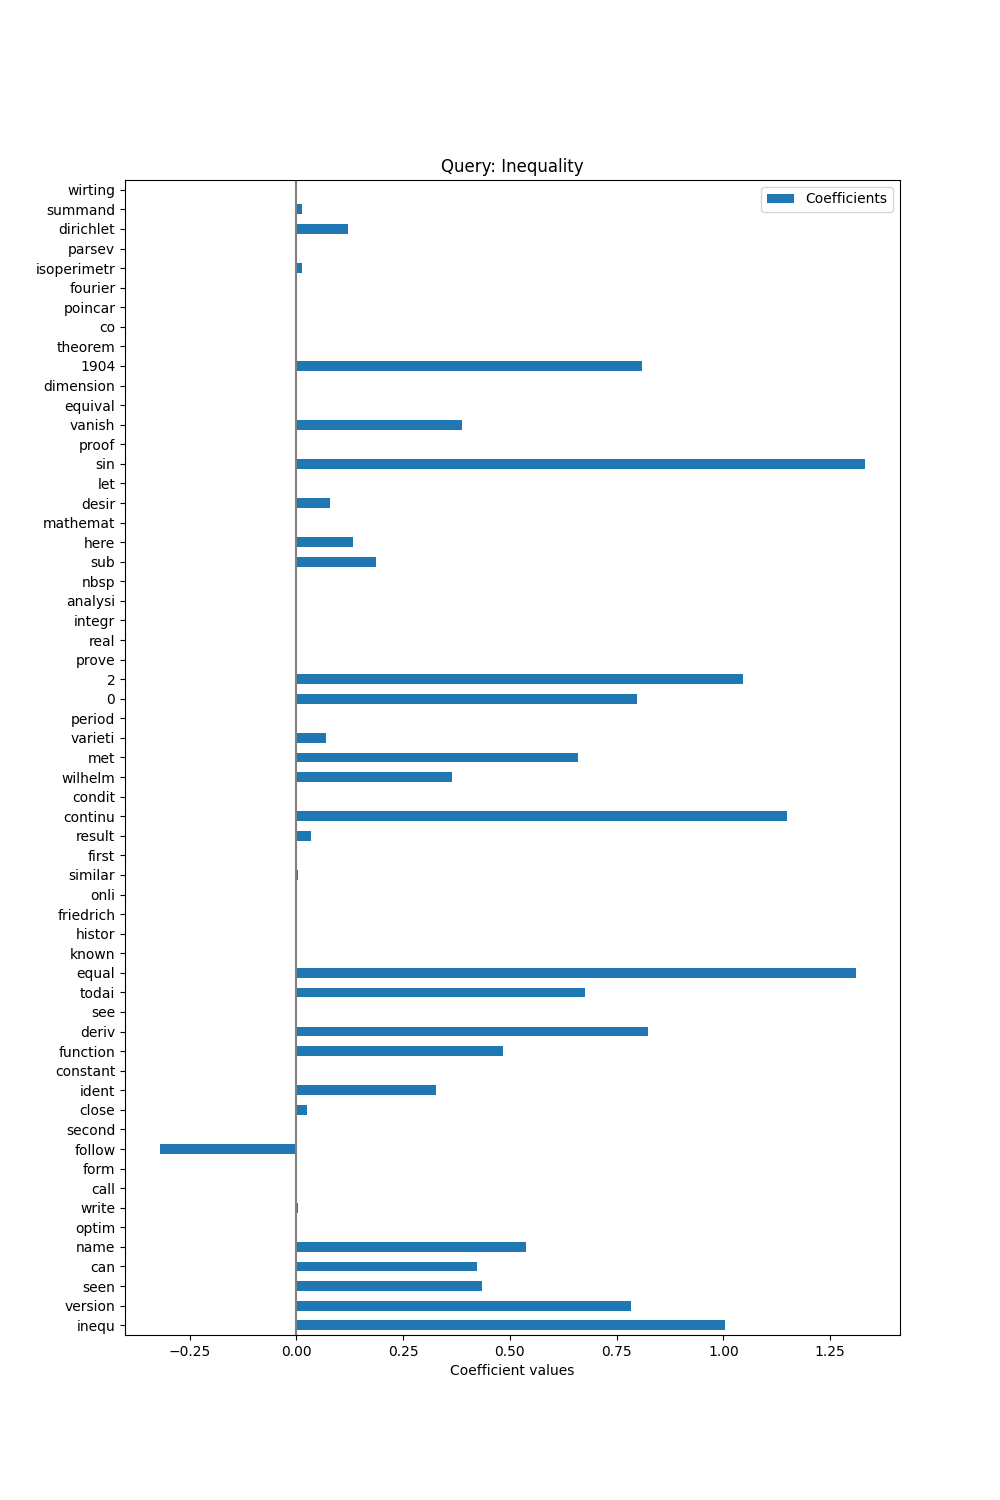 Query: Inequality
Coefficients
wirting
summand
dirichlet
parsev
isoperimetr
fourier
poincar
co
theorem
1904
dimension
equival
vanish
proof
sin
let
desir
mathemat
here
sub
nbsp
analysi
integr
real
prove
2
0
period
varieti
met
wilhelm
condit
continu
result
first
similar
onli
friedrich
histor
known
equal
todai
see
deriv
function
constant
ident
close
second
follow
form
call
write
optim
name
can
seen
version
inequ
−0.25 0.00 0.25 0.50 0.75 1.00 1.25
Coefficient values